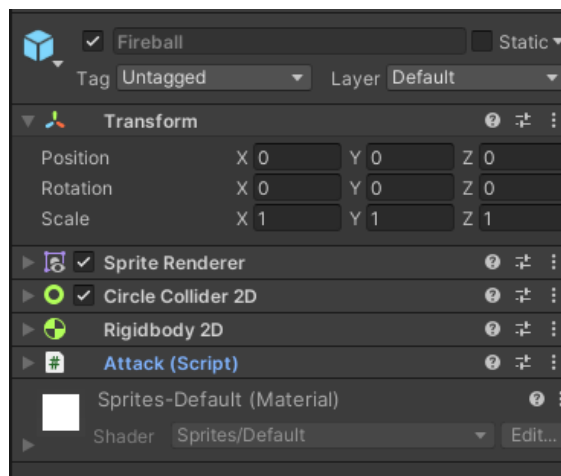 Fireball Static
Tag Untagged Layer Default
Transform
Position X 0 Y 0 Z 0
Rotation X 0 Y 0 Z 0
Scale X 1 Y 1 Z 1
Sprite Renderer
Circle Collider 2D
Rigidbody 2D
# Attack (Script)
Sprites-Default (Material)
Shader Sprites/Default Edit...